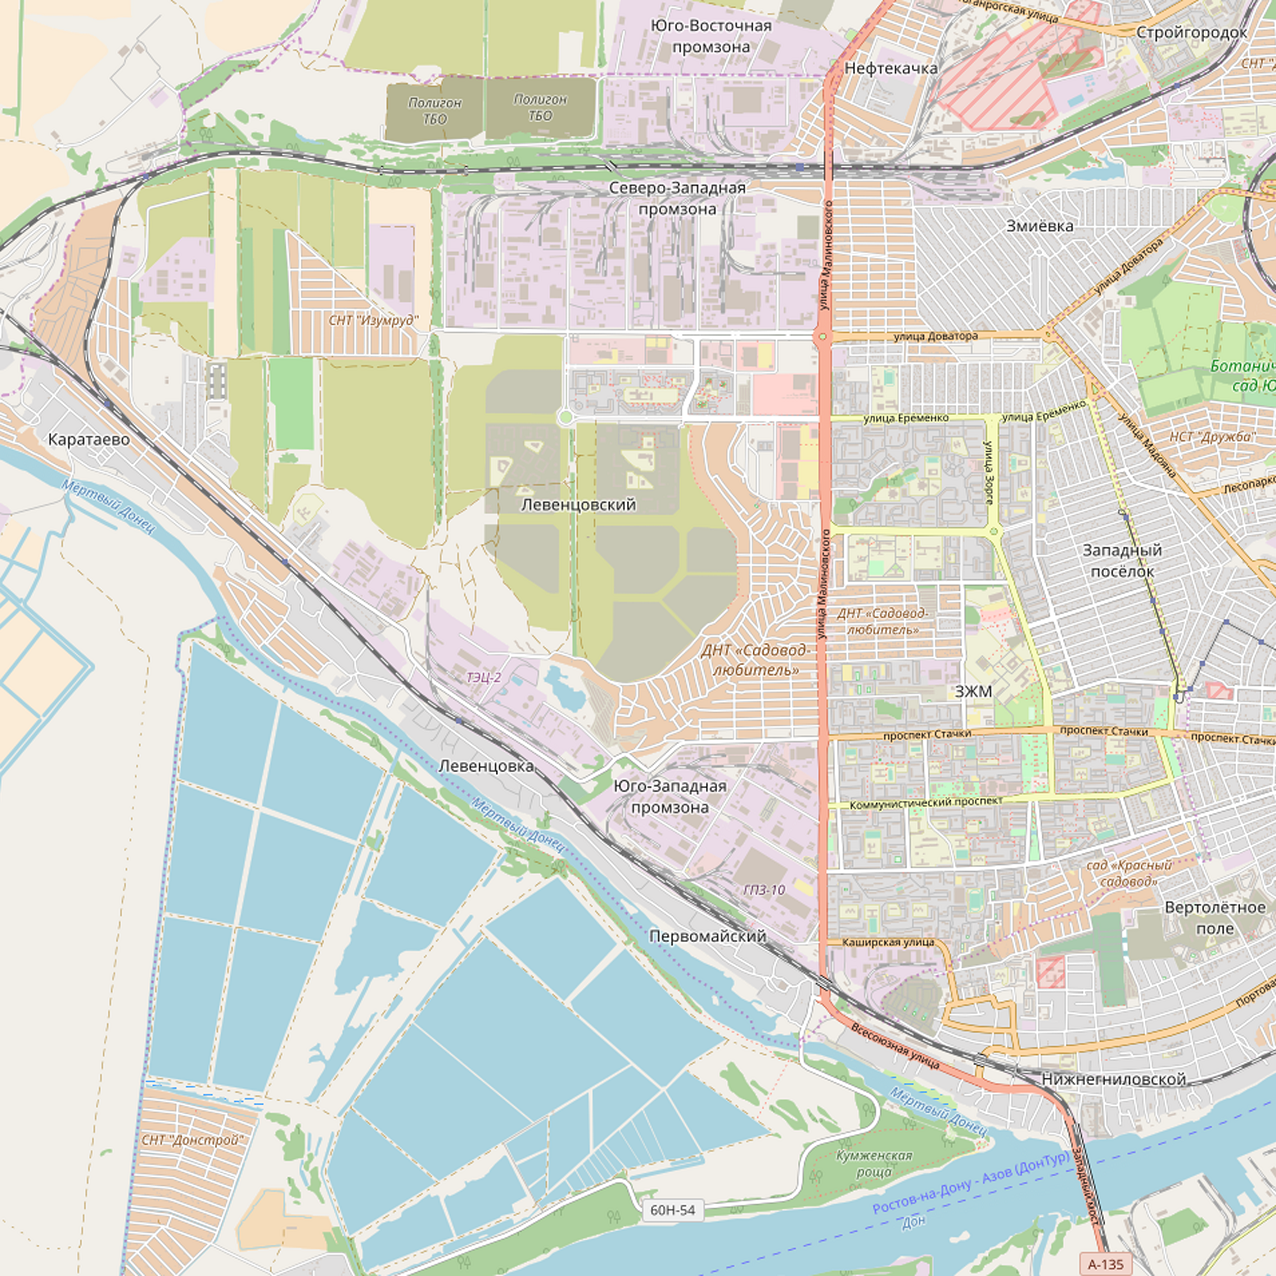 Таганрогская улица
Юго-Восточная
промзона
Стройгородок
Нефтекачка
СНТ "Д
Полигон
ТБО
Полигон
ТБО
Северо-Западная
промзона
Змиёвка
улица Малиновского
улица Доватора
СНТ "Изумруд"
улица Доватора
Ботанич
сад Ю
улица Еременко
улица Еременко
улица Мадояна
НСТ "Дружба"
Каратаево
улица Зорге
Лесопарко
Мертвый Донец
Левенцовский
Западный
посёлок
улица Малиновского
ДНТ «Садовод-
любитель»
ДНТ «Садовод-
любитель»
ТЭЦ-2
ЗЖМ
проспект Стачки
проспект Стачки
проспект Стачки
Левенцовка
Юго-Западная
промзона
Коммунистический проспект
Мертвый Донец
сад «Красный
садовод»
ГПЗ-10
Вертолётное
поле
Первомайский
Каширская улица
Портовая
Всесоюзная улица
Нижнегниловской
Мертвый Донец
СНТ "Донстрой"
Кумженская
роща
Западный мост
Ростов-на-Дону - Азов (ДонТур)
60Н-54
Дон
А-135